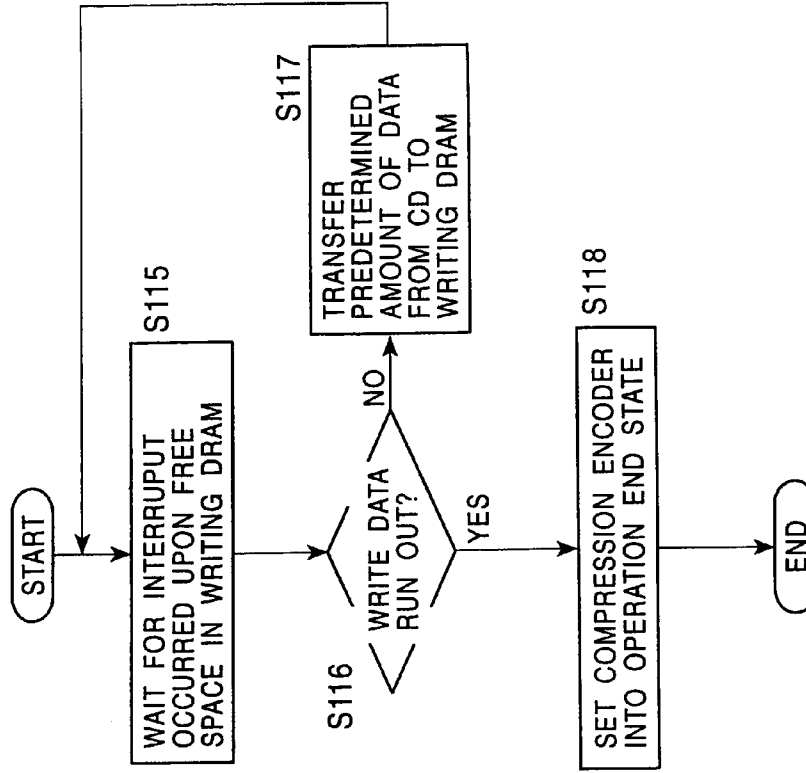 START
S115
WAIT FOR INTERRUPUT
OCCURRED UPON FREE
SPACE IN WRITING DRAM
S116
WRITE DATA
RUN OUT?
NO
S117
TRANSFER
PREDETERMINED
AMOUNT OF DATA
FROM CD TO
WRITING DRAM
YES
S118
SET COMPRESSION ENCODER
INTO OPERATION END STATE
END